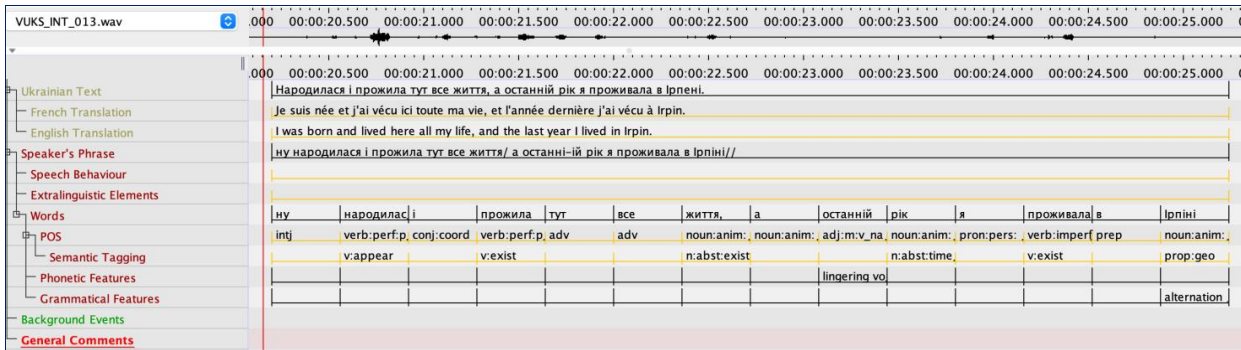 VUKS_INT_013.wav
.000 00:00:20.500 00:00:21.000 00:00:21.500 00:00:22.000 00:00:22.500 00:00:23.000 00:00:23.500 00:00:24.000 00:00:24.500 00:00:25.000
.000 00:00:20.500 00:00:21.000 00:00:21.500 00:00:22.000 00:00:22.500 00:00:23.000 00:00:23.500 00:00:24.000 00:00:24.500 00:00:25.000
Ukrainian Text Народилася і прожила тут все життя, а останній рік я проживала в Ірпені.
French Translation Je suis née et j'ai vécu ici toute ma vie, et l'année dernière j'ai vécu à Irpin.
English Translation I was born and lived here all my life, and the last year I lived in Irpin.
Speaker's Phrase ну народилася і прожила тут все життя/ а останні-ій рік я проживала в Ірпіні//
Speech Behaviour
Extralinguistic Elements
Words ну народилас і прожила тут все життя, а останній рік я проживала в Ірпіні
POS intj verb:perf:p conj:coord verb:perf:p adv adv noun:anim: noun:anim: adj:m:v_na noun:anim: pron:pers: verb:imperf prep noun:anim:
Semantic Tagging v:appear v:exist n:abst:exist n:abst:time v:exist prop:geo
Phonetic Features lingering vo
Grammatical Features alternation
Background Events
General Comments